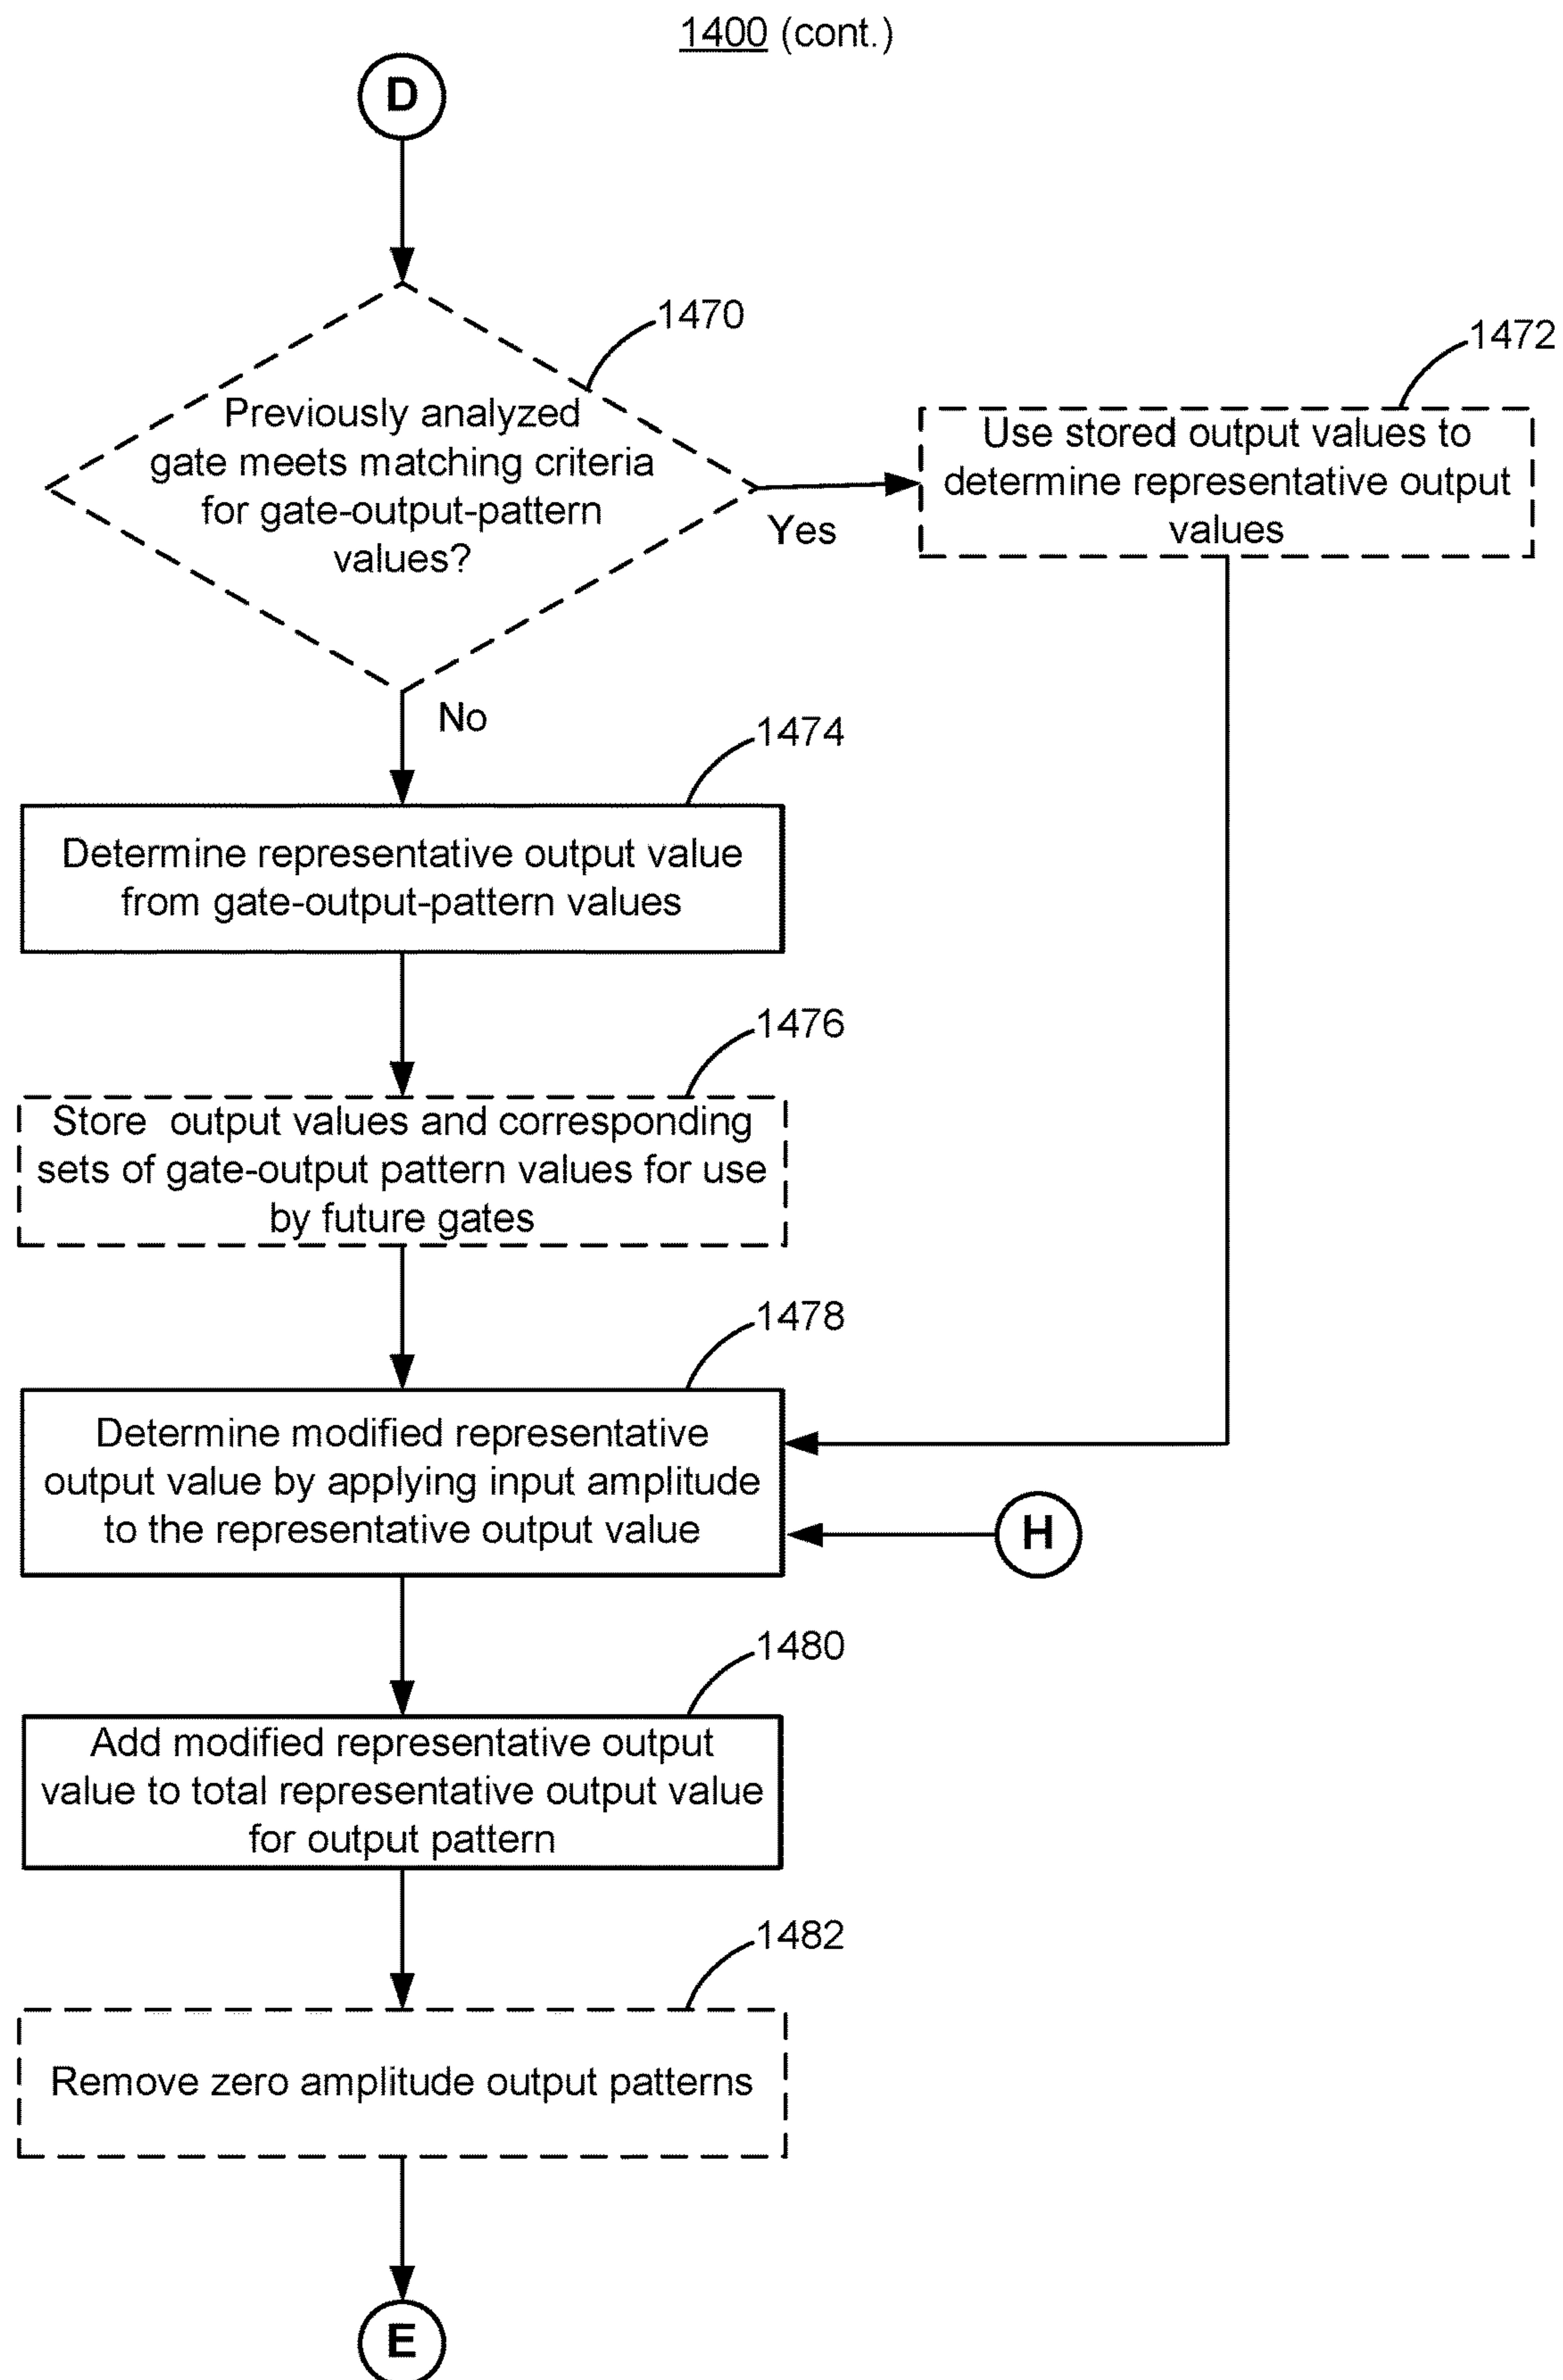 1400 (cont.)
D
1470
Previously analyzed
gate meets matching criteria
for gate-output-pattern
values?
Yes
No
1472
Use stored output values to
determine representative output
values
1474
Determine representative output value
from gate-output-pattern values
1476
Store  output values and corresponding
sets of gate-output pattern values for use
by future gates
1478
Determine modified representative
output value by applying input amplitude
to the representative output value
H
1480
Add modified representative output
value to total representative output value
for output pattern
1482
Remove zero amplitude output patterns
E